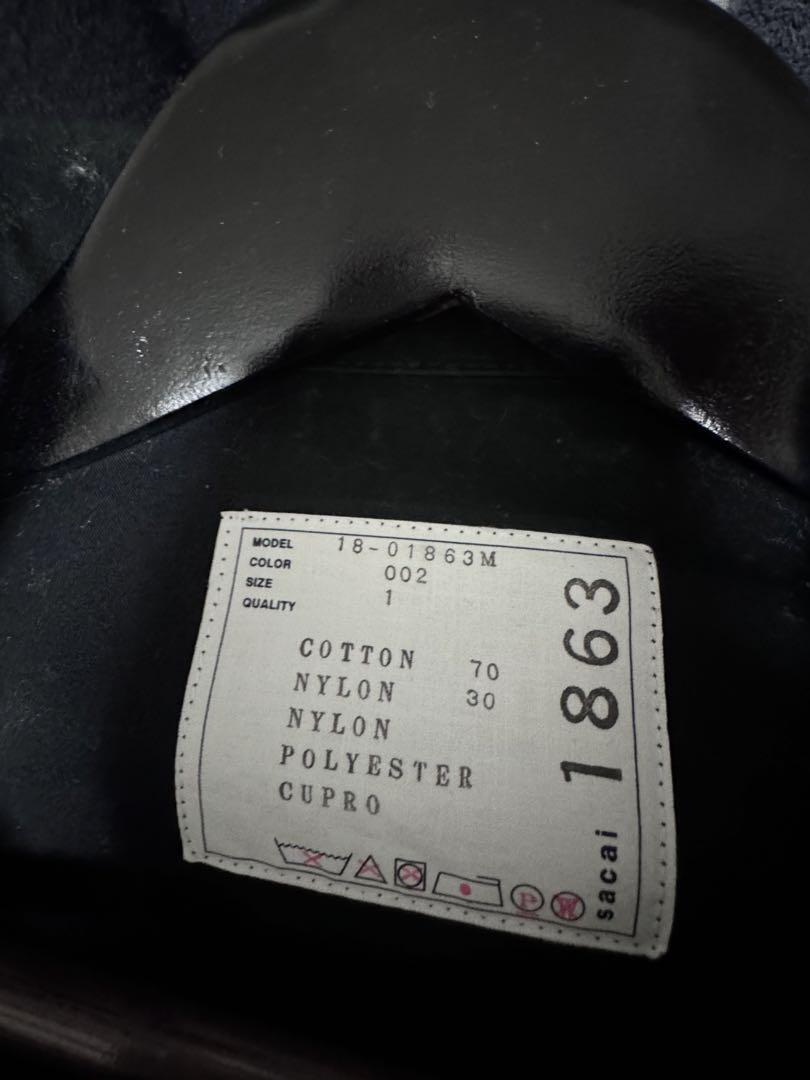 MODEL 18-01863M
COLOR 002
SIZE 1
QUALITY
COTTON 70
NYLON 30
NYLON
POLYESTER
CUPRO
P W
sacai 1863